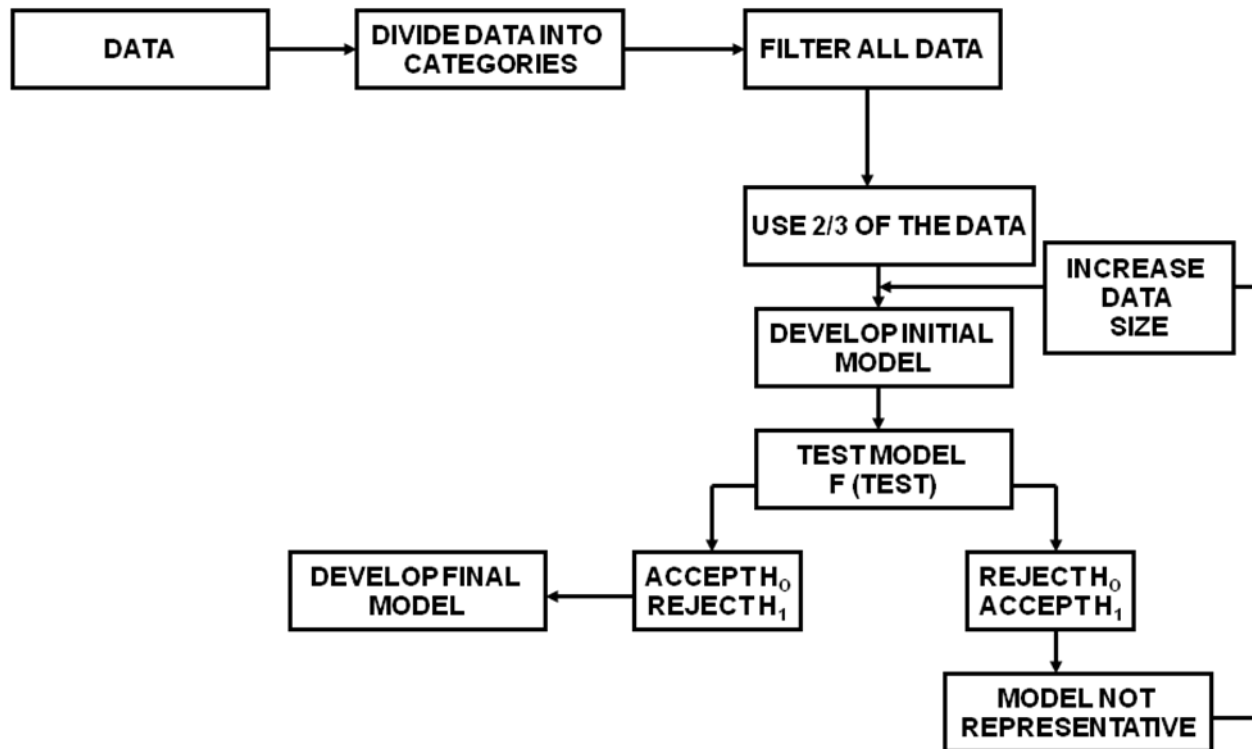 DATA
DIVIDE DATA INTO
CATEGORIES
FILTER ALL DATA
USE 2/3 OF THE DATA
INCREASE
DATA
SIZE
DEVELOP INITIAL
MODEL
TEST MODEL
F (TEST)
DEVELOP FINAL
MODEL
ACCEPT H₀
REJECT H₁
REJECT H₀
ACCEPT H₁
MODEL NOT
REPRESENTATIVE